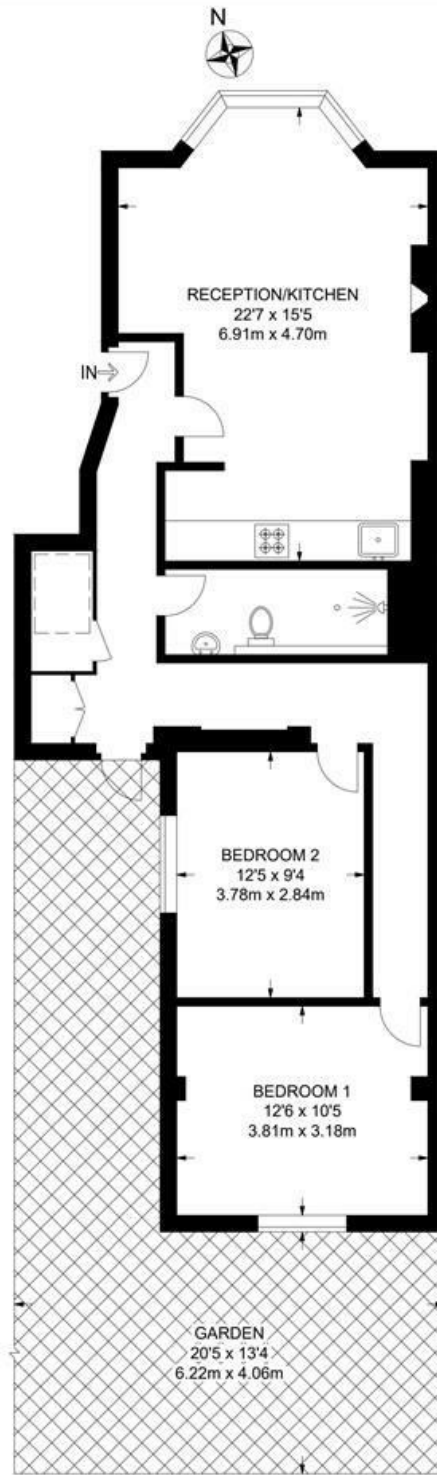 N
RECEPTION/KITCHEN
22'7 x 15'5
6.91m x 4.70m
IN
BEDROOM 2
12'5 x 9'4
3.78m x 2.84m
BEDROOM 1
12'6 x 10'5
3.81m x 3.18m
GARDEN
20'5 x 13'4
6.22m x 4.06m